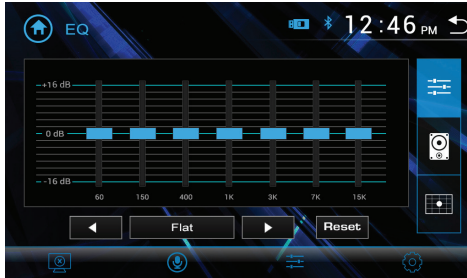 EQ 12:46 PM
+16 dB
0 dB
-16 dB
60 150 400 1K 3K 7K 15K
Flat Reset